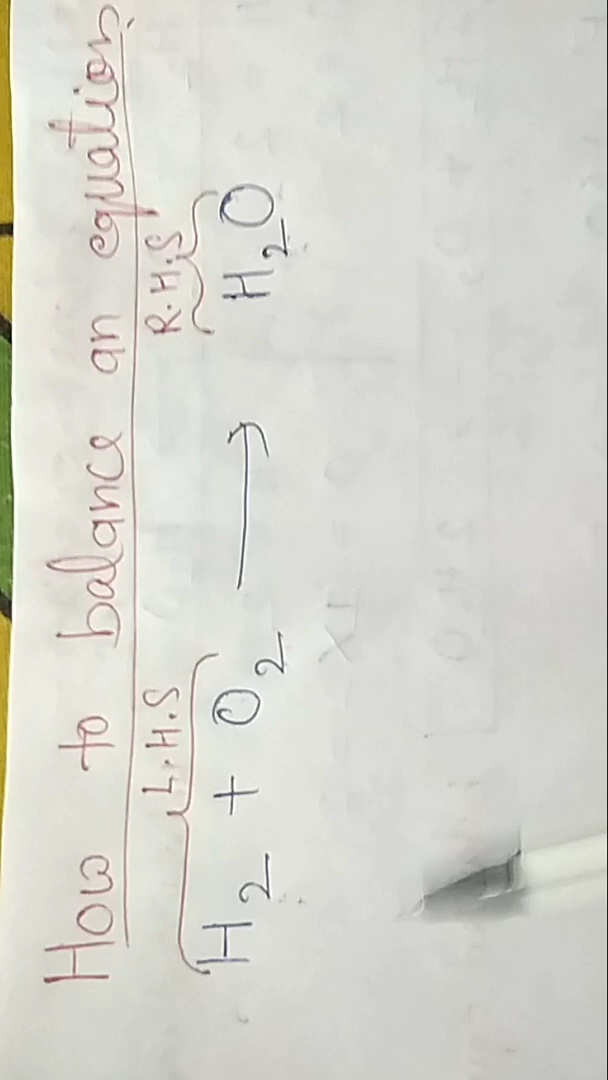 How to balance an equation.
L.H.S R.H.S
H₂ + O₂ ⟶ H₂O